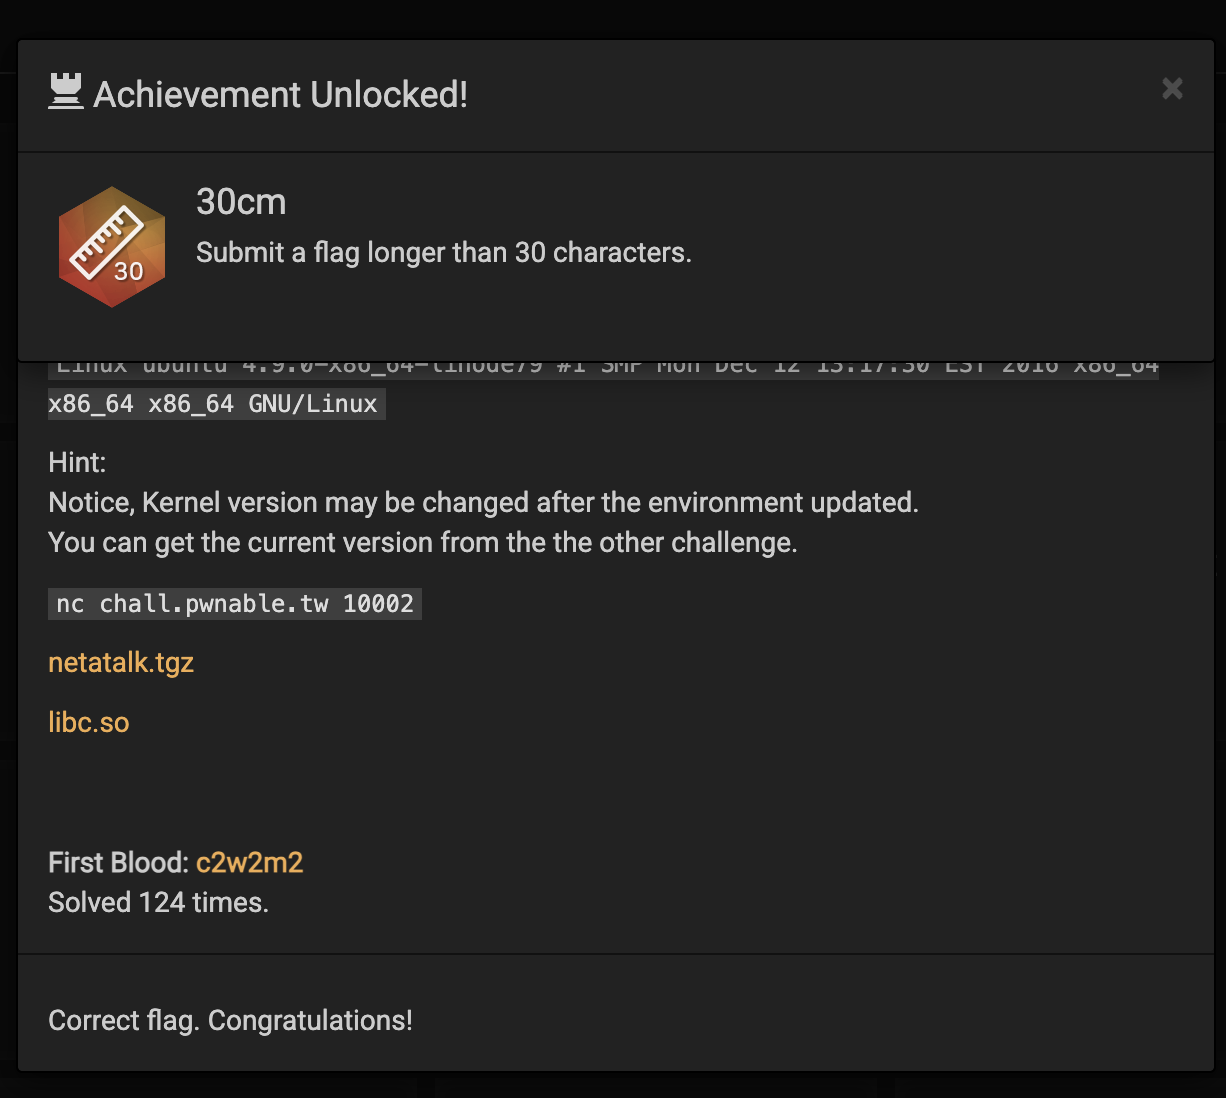 Achievement Unlocked!
30cm
Submit a flag longer than 30 characters.
30
Linux ubuntu 4.9.0-x86_64-linode79 #1 SMP Mon Dec 12 13:17:30 EST 2016 x86_64
x86_64 x86_64 GNU/Linux
Hint:
Notice, Kernel version may be changed after the environment updated.
You can get the current version from the the other challenge.
nc chall.pwnable.tw 10002
netatalk.tgz
libc.so
First Blood: c2w2m2
Solved 124 times.
Correct flag. Congratulations!